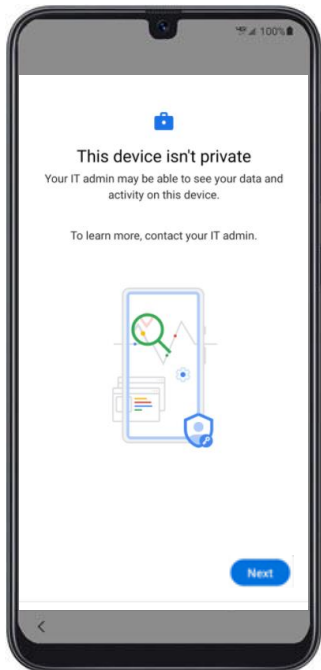 100%
This device isn't private
Your IT admin may be able to see your data and
activity on this device.
To learn more, contact your IT admin.
Next